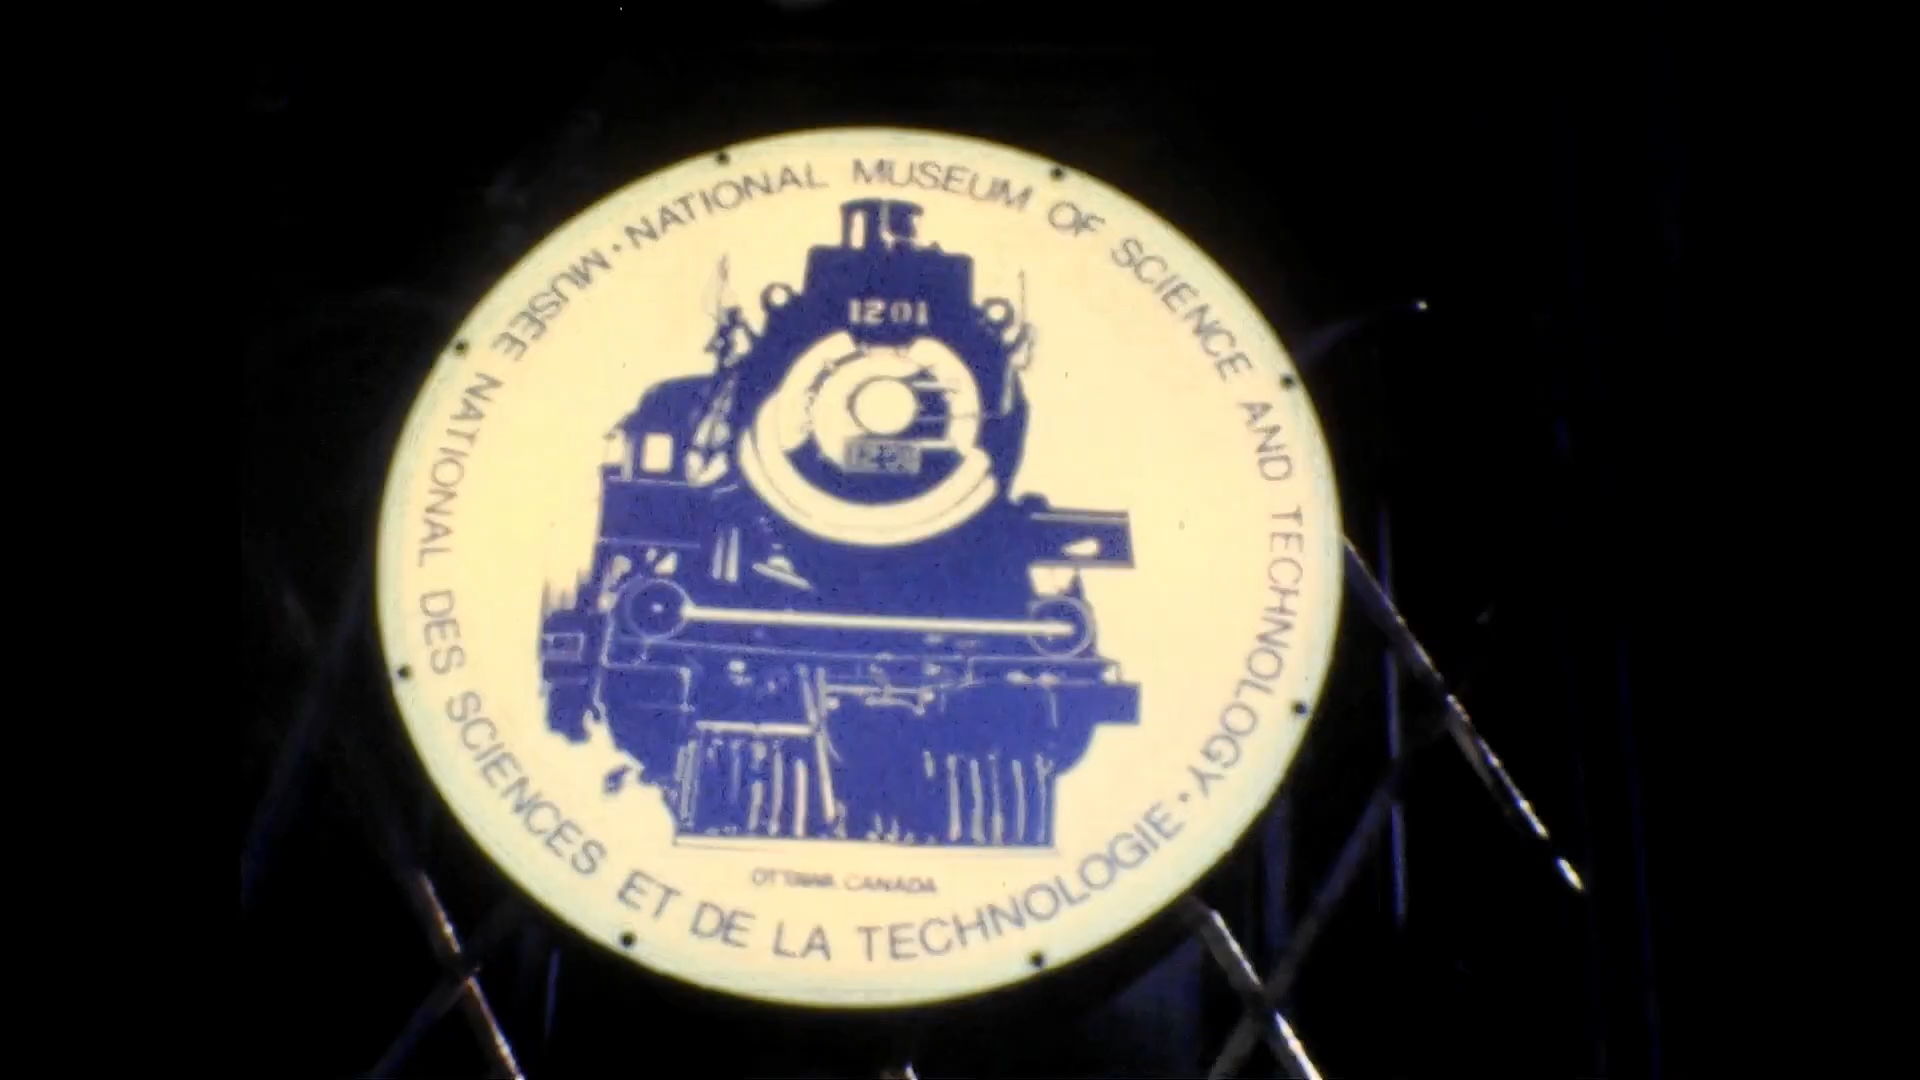 NATIONAL MUSEUM OF SCIENCE AND TECHNOLOGY ·
MUSÉE NATIONAL DES SCIENCES ET DE LA TECHNOLOGIE ·
1201
OTTAWA, CANADA